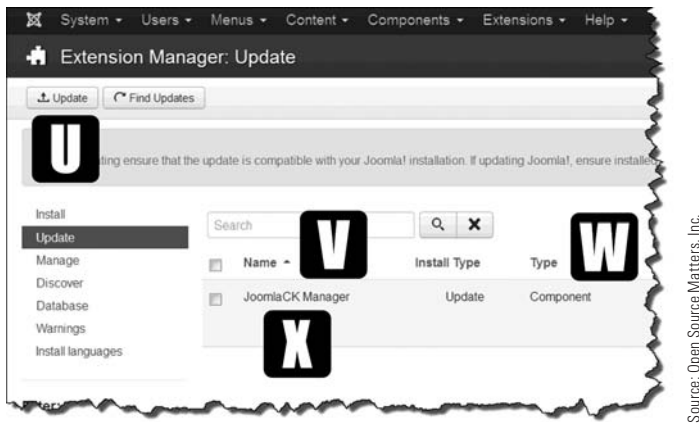 System Users Menus Content Components Extensions Help
Extension Manager: Update
Update Find Updates
U
ating ensure that the update is compatible with your Joomla! installation. If updating Joomla!, ensure installed
Install
Update
Manage
Discover
Database
Warnings
Install languages
Search
V
W
Name Install Type Type
JoomlaCK Manager Update Component
X
Source: Open Source Matters, Inc.